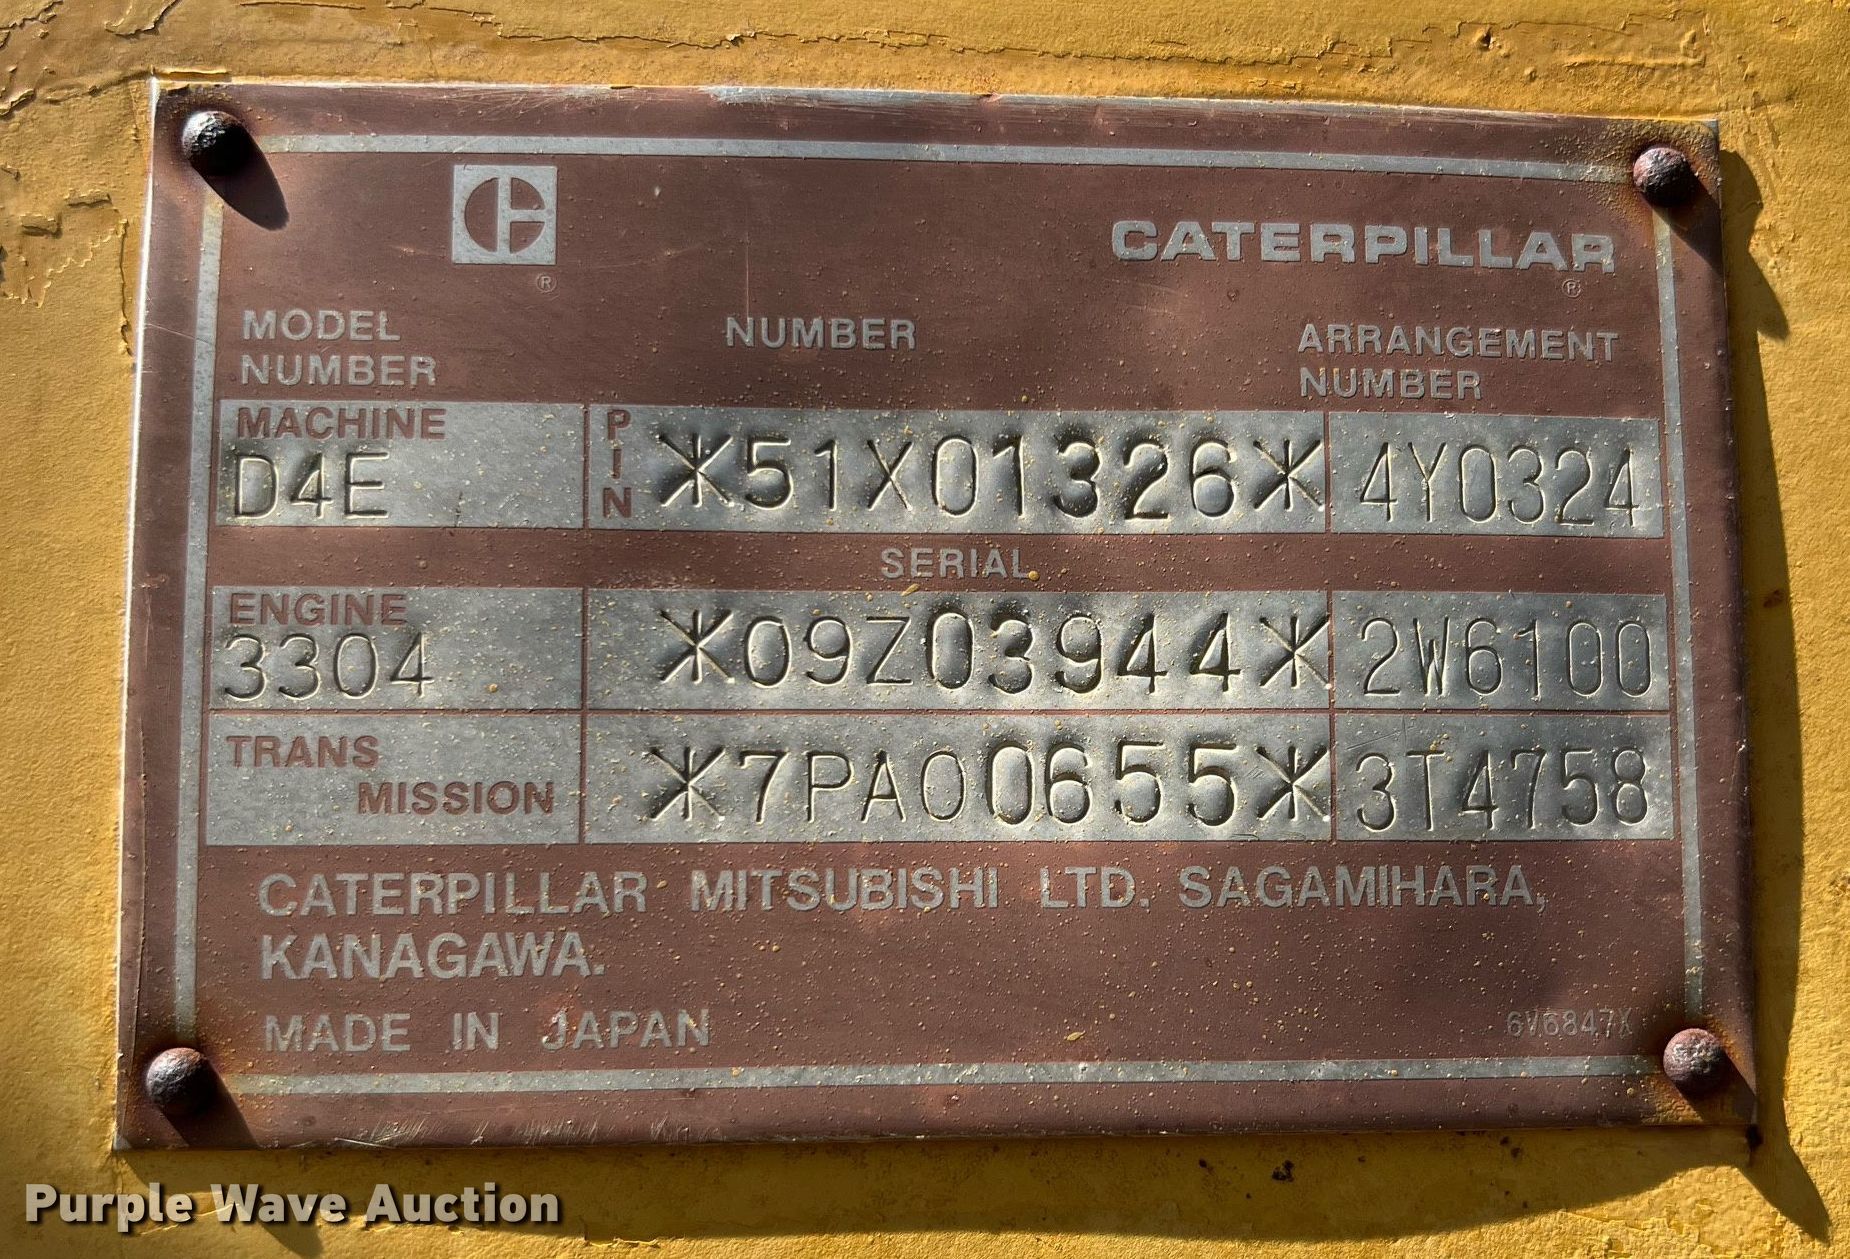 CATERPILLAR
®
®
MODEL NUMBER
NUMBER
ARRANGEMENT NUMBER
MACHINE
D4E
PIN
*51X01326*
4Y0324
SERIAL
ENGINE
3304
*09Z03944*
2W6100
TRANS
MISSION
*7PA00655*
3T4758
CATERPILLAR MITSUBISHI LTD. SAGAMIHARA,
KANAGAWA.
MADE IN JAPAN
6V6847X
Purple Wave Auction